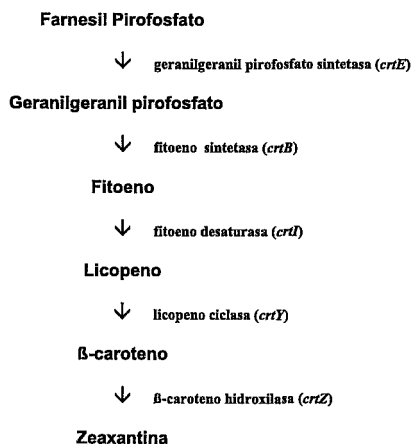 Farnesil Pirofosfato
↓ geranilgeranil pirofosfato sintetasa (crtE)
Geranilgeranil pirofosfato
↓ fitoeno sintetasa (crtB)
Fitoeno
↓ fitoeno desaturasa (crtI)
Licopeno
↓ licopeno ciclasa (crtY)
ß-caroteno
↓ ß-caroteno hidroxilasa (crtZ)
Zeaxantina